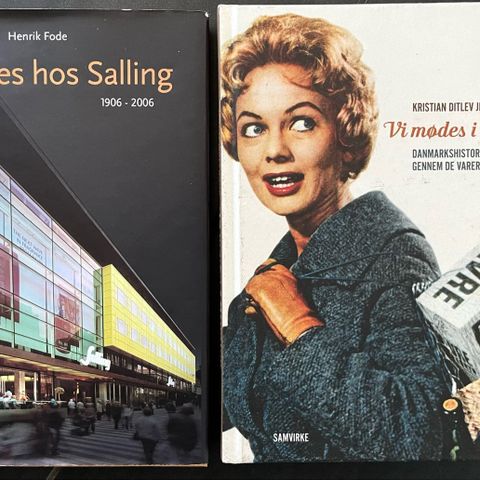 Henrik Fode
es hos Salling
1906 - 2006
KRISTIAN DITLEV J
Vi mødes i
DANMARKSHISTOR
GENNEM DE VARER
SAMVIRKE